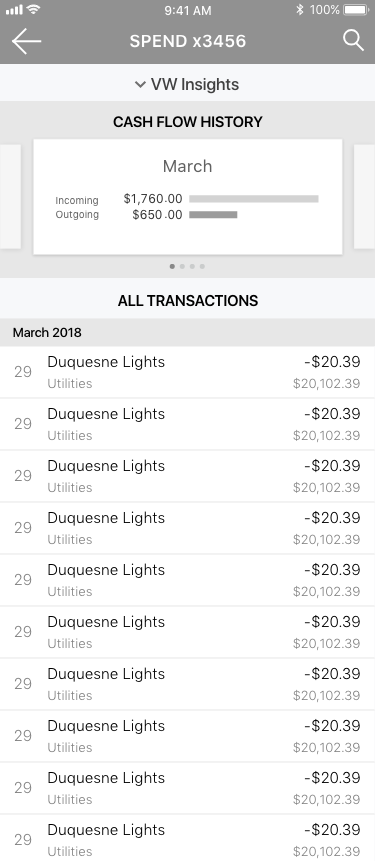 9:41 AM 100%
SPEND x3456
VW Insights
CASH FLOW HISTORY
March
Incoming $1,760.00
Outgoing $650.00
ALL TRANSACTIONS
March 2018
29 Duquesne Lights -$20.39
Utilities $20,102.39
29 Duquesne Lights -$20.39
Utilities $20,102.39
29 Duquesne Lights -$20.39
Utilities $20,102.39
29 Duquesne Lights -$20.39
Utilities $20,102.39
29 Duquesne Lights -$20.39
Utilities $20,102.39
29 Duquesne Lights -$20.39
Utilities $20,102.39
29 Duquesne Lights -$20.39
Utilities $20,102.39
29 Duquesne Lights -$20.39
Utilities $20,102.39
29 Duquesne Lights -$20.39
Utilities $20,102.39
29 Duquesne Lights -$20.39
Utilities $20,102.39